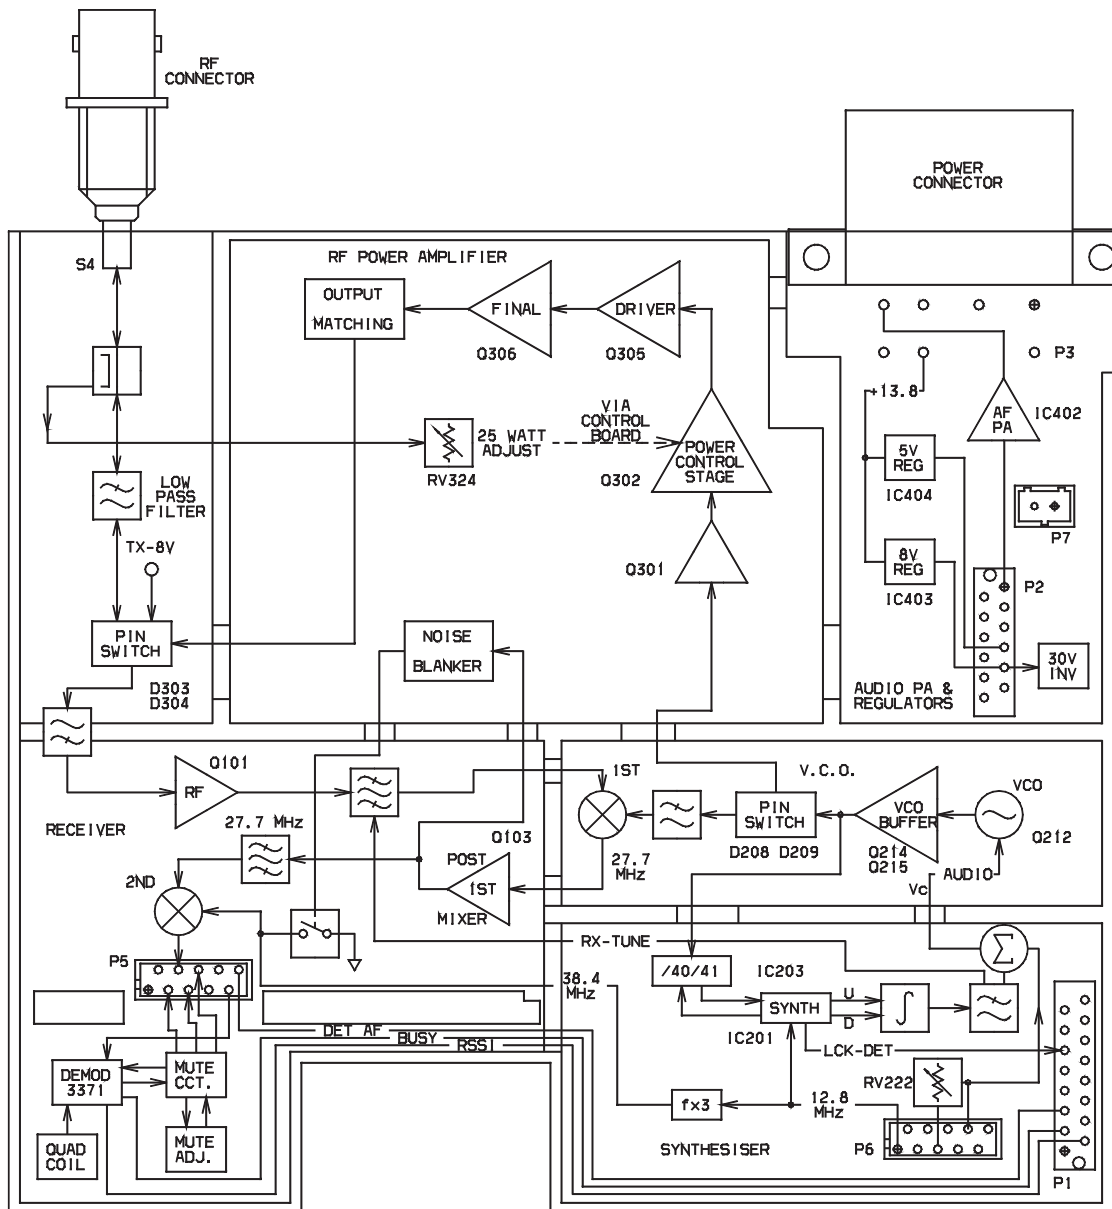 RF
CONNECTOR
POWER
CONNECTOR
S4
RF POWER AMPLIFIER
OUTPUT
MATCHING
FINAL
DRIVER
Q306
Q305
P3
+13.8
AF
PA
IC402
VIA
CONTROL
BOARD
25 WATT
ADJUST
RV324
POWER
CONTROL
STAGE
Q302
5V
REG
IC404
LOW
PASS
FILTER
P7
TX-8V
Q301
8V
REG
IC403
P2
PIN
SWITCH
NOISE
BLANKER
30V
INV
D303
D304
AUDIO PA &
REGULATORS
Q101
1ST
V.C.O.
VCO
RF
PIN
SWITCH
VCO
BUFFER
RECEIVER
27.7 MHz
Q103
D208 D209
Q214
Q215
Q212
POST
1ST
MIXER
27.7
MHz
AUDIO
Vc
2ND
RX-TUNE
Σ
P5
38.4
MHz
/40/41
IC203
SYNTH
U
D
IC201
DET AF
BUSY
RSSI
LCK-DET
DEMOD
3371
MUTE
CCT.
RV222
fx3
12.8
MHz
QUAD
COIL
MUTE
ADJ.
SYNTHESISER
P6
P1